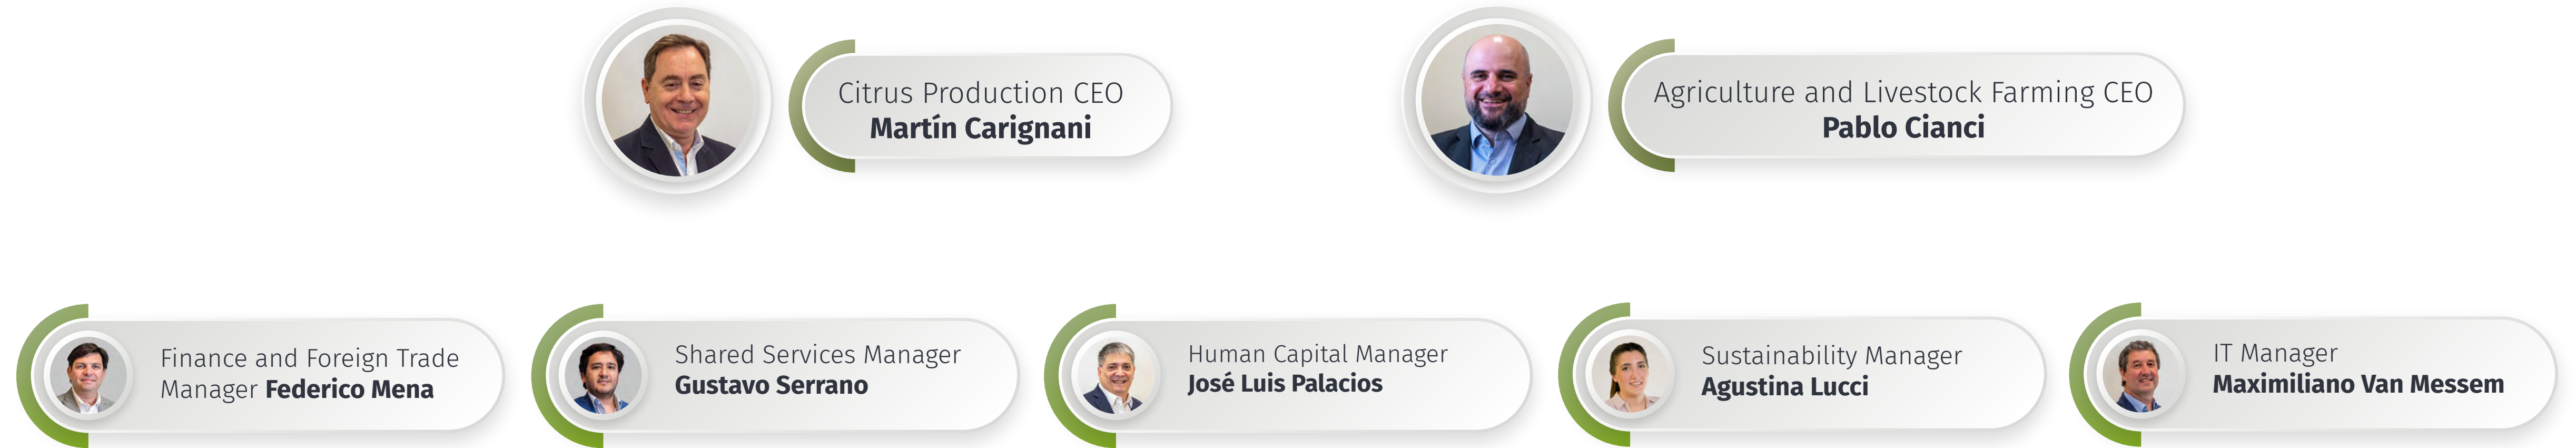 Citrus Production CEO
Martín Carignani
Agriculture and Livestock Farming CEO
Pablo Cianci
Finance and Foreign Trade
Manager Federico Mena
Shared Services Manager
Gustavo Serrano
Human Capital Manager
José Luis Palacios
Sustainability Manager
Agustina Lucci
IT Manager
Maximiliano Van Messem